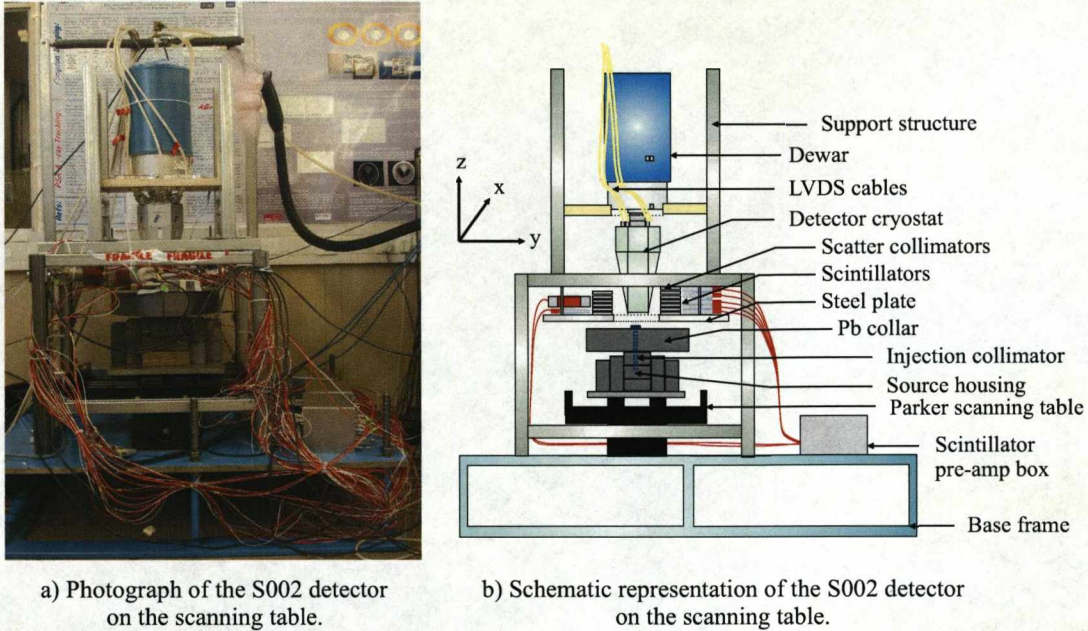 FRAGILE FRAGILE
z
x
y
Support structure
Dewar
LVDS cables
Detector cryostat
Scatter collimators
Scintillators
Steel plate
Pb collar
Injection collimator
Source housing
Parker scanning table
Scintillator
pre-amp box
Base frame
a) Photograph of the S002 detector
on the scanning table.
b) Schematic representation of the S002 detector
on the scanning table.